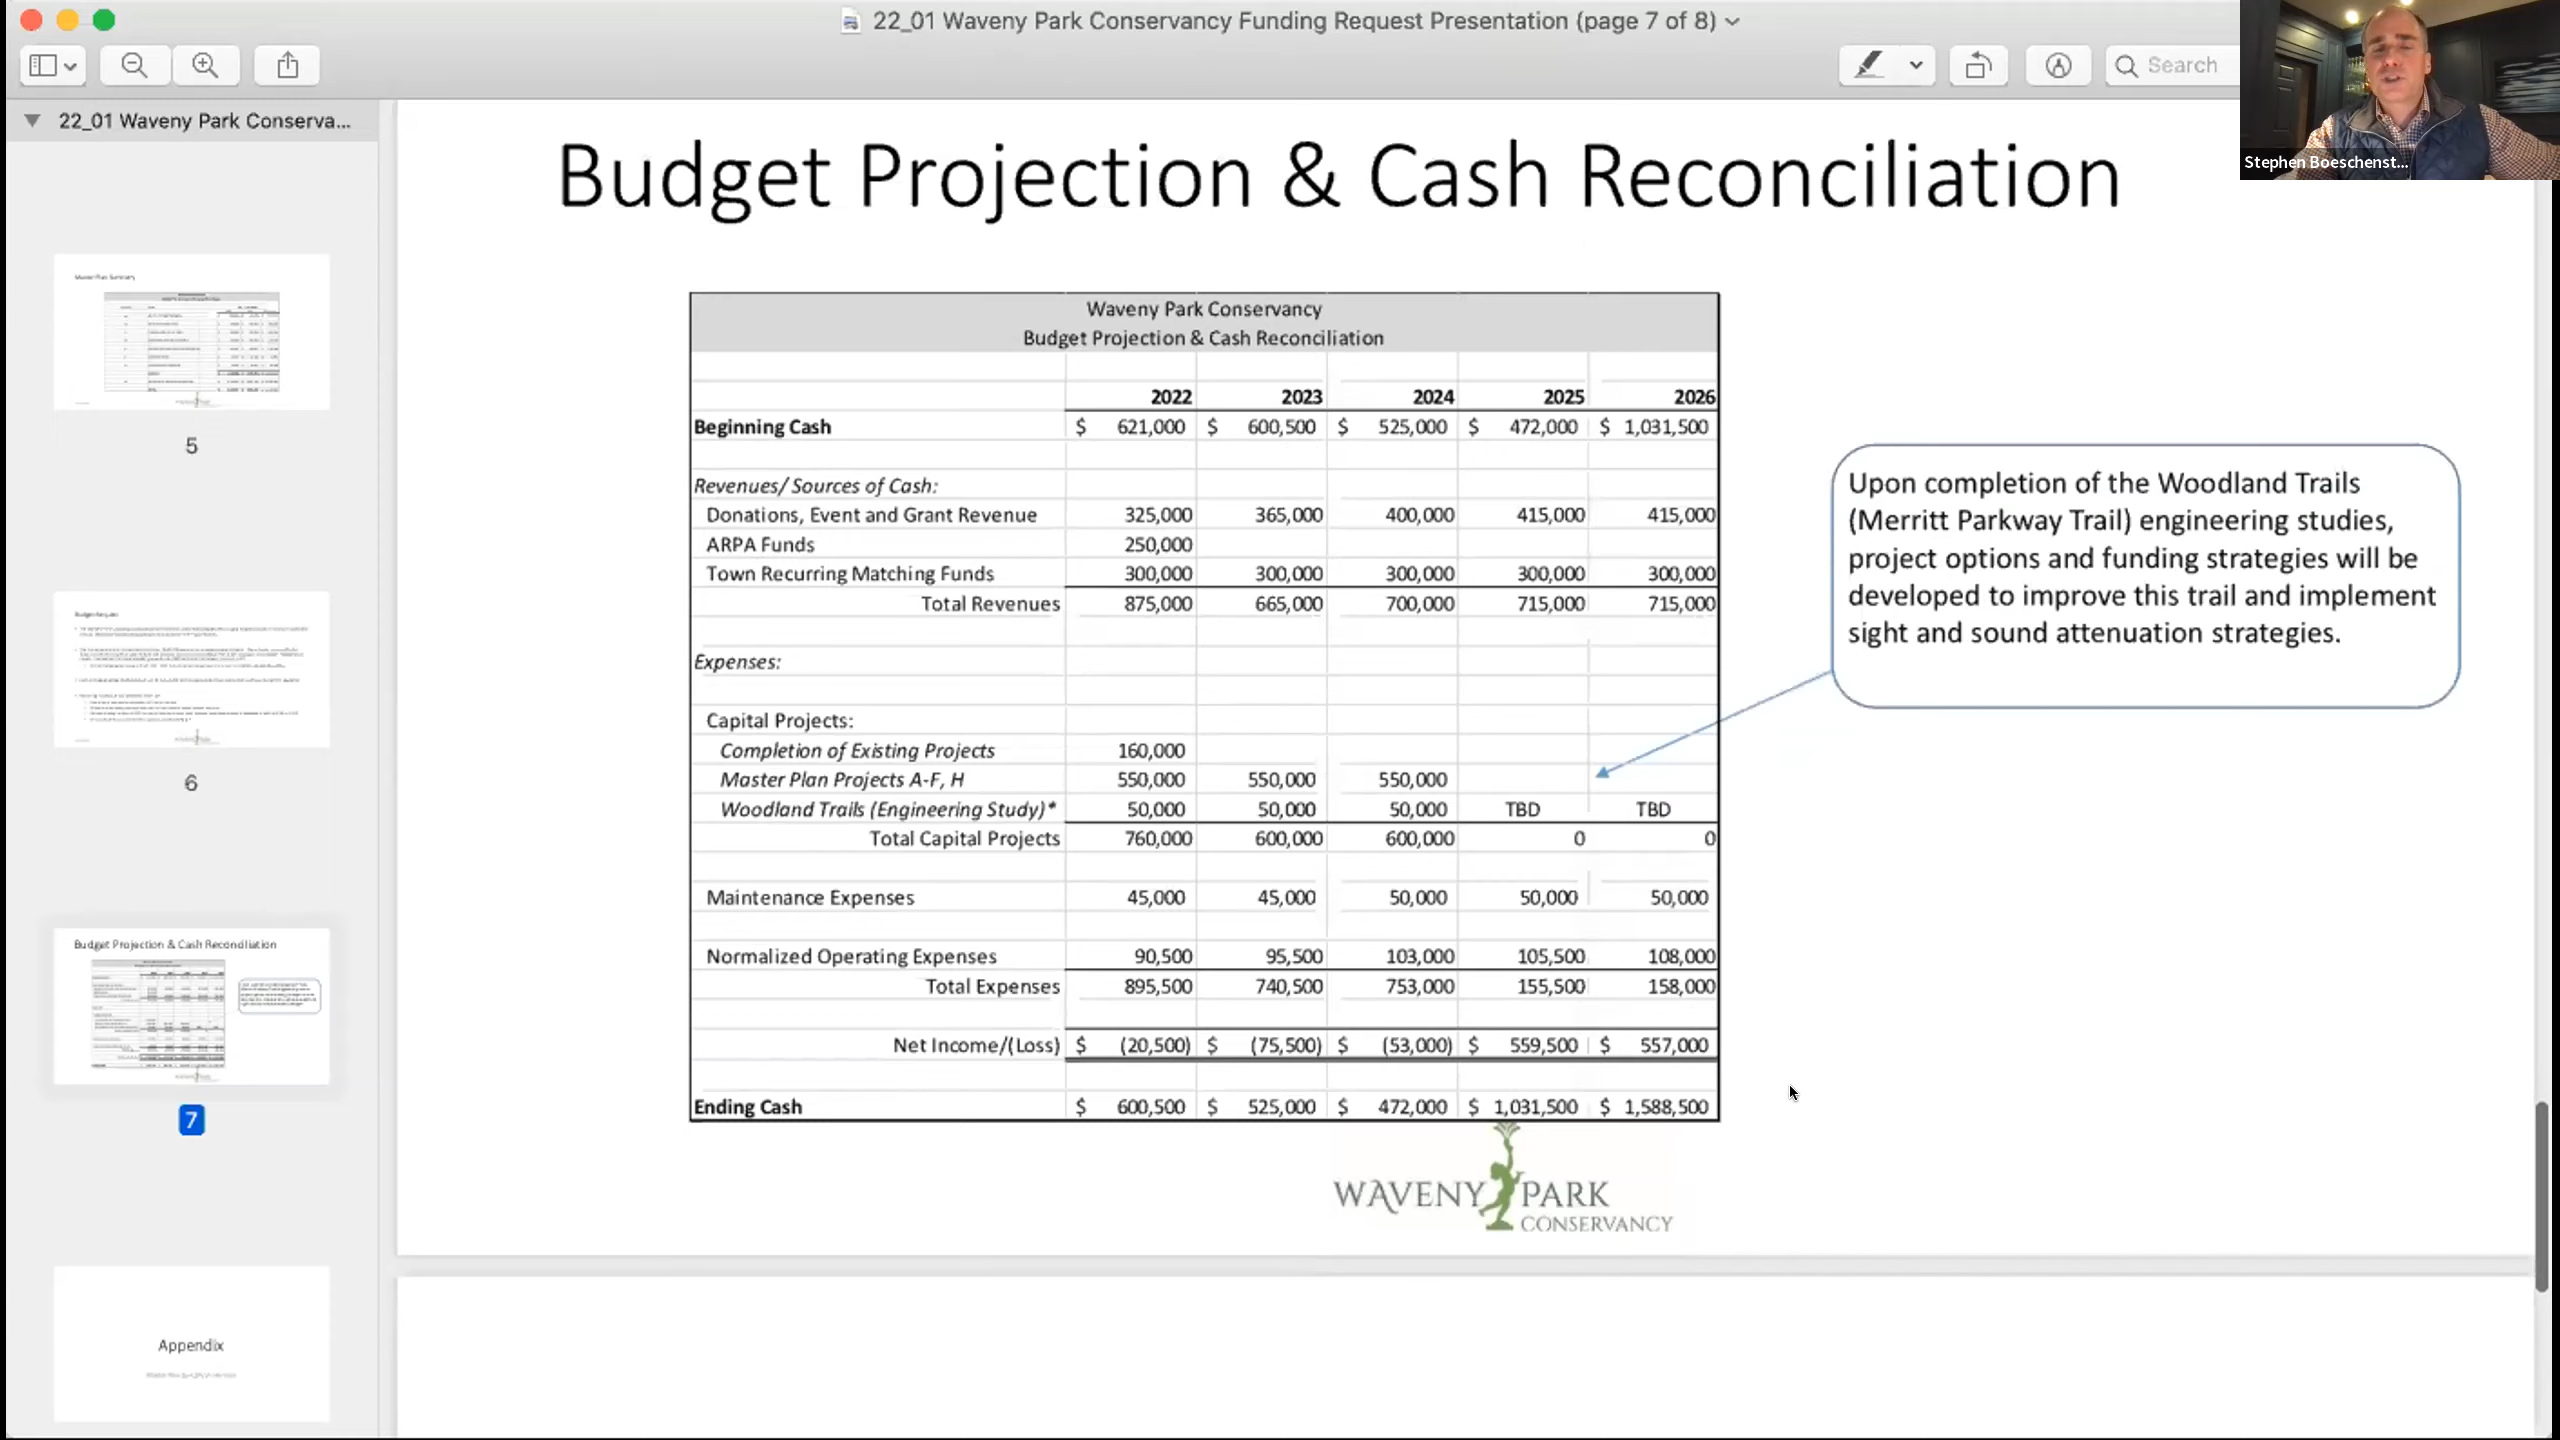 22_01 Waveny Park Conservancy Funding Request Presentation (page 7 of 8)
Search
Stephen Boeschenst...
22_01 Waveny Park Conserva...
5
6
Budget Projection & Cash Reconciliation
7
Appendix
Budget Projection & Cash Reconciliation
Waveny Park Conservancy
Budget Projection & Cash Reconciliation
2022 2023 2024 2025 2026
Beginning Cash $ 621,000 $ 600,500 $ 525,000 $ 472,000 $ 1,031,500
Revenues/ Sources of Cash:
Donations, Event and Grant Revenue 325,000 365,000 400,000 415,000 415,000
ARPA Funds 250,000
Town Recurring Matching Funds 300,000 300,000 300,000 300,000 300,000
Total Revenues 875,000 665,000 700,000 715,000 715,000
Expenses:
Capital Projects:
Completion of Existing Projects 160,000
Master Plan Projects A-F, H 550,000 550,000 550,000
Woodland Trails (Engineering Study)* 50,000 50,000 50,000 TBD TBD
Total Capital Projects 760,000 600,000 600,000 0 0
Maintenance Expenses 45,000 45,000 50,000 50,000 50,000
Normalized Operating Expenses 90,500 95,500 103,000 105,500 108,000
Total Expenses 895,500 740,500 753,000 155,500 158,000
Net Income/(Loss) $ (20,500) $ (75,500) $ (53,000) $ 559,500 $ 557,000
Ending Cash $ 600,500 $ 525,000 $ 472,000 $ 1,031,500 $ 1,588,500
Upon completion of the Woodland Trails
(Merritt Parkway Trail) engineering studies,
project options and funding strategies will be
developed to improve this trail and implement
sight and sound attenuation strategies.
WAVENY PARK
CONSERVANCY